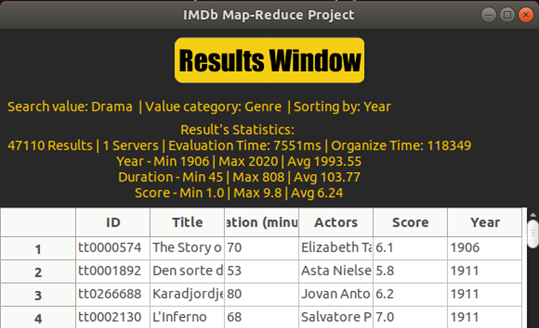 IMDb Map-Reduce Project
Results Window
Search value: Drama | Value category: Genre | Sorting by: Year
Result's Statistics:
47110 Results | 1 Servers | Evaluation Time: 7551ms | Organize Time: 118349
Year - Min 1906 | Max 2020 | Avg 1993.55
Duration - Min 45 | Max 808 | Avg 103.77
Score - Min 1.0 | Max 9.8 | Avg 6.24
ID Title ation (minu Actors Score Year
1 tt0000574 The Story o 70 Elizabeth Ta 6.1 1906
2 tt0001892 Den sorte d 53 Asta Nielse 5.8 1911
3 tt0266688 Karadjordje 80 Jovan Anto 6.2 1911
4 tt0002130 L'Inferno 68 Salvatore P 7.0 1911